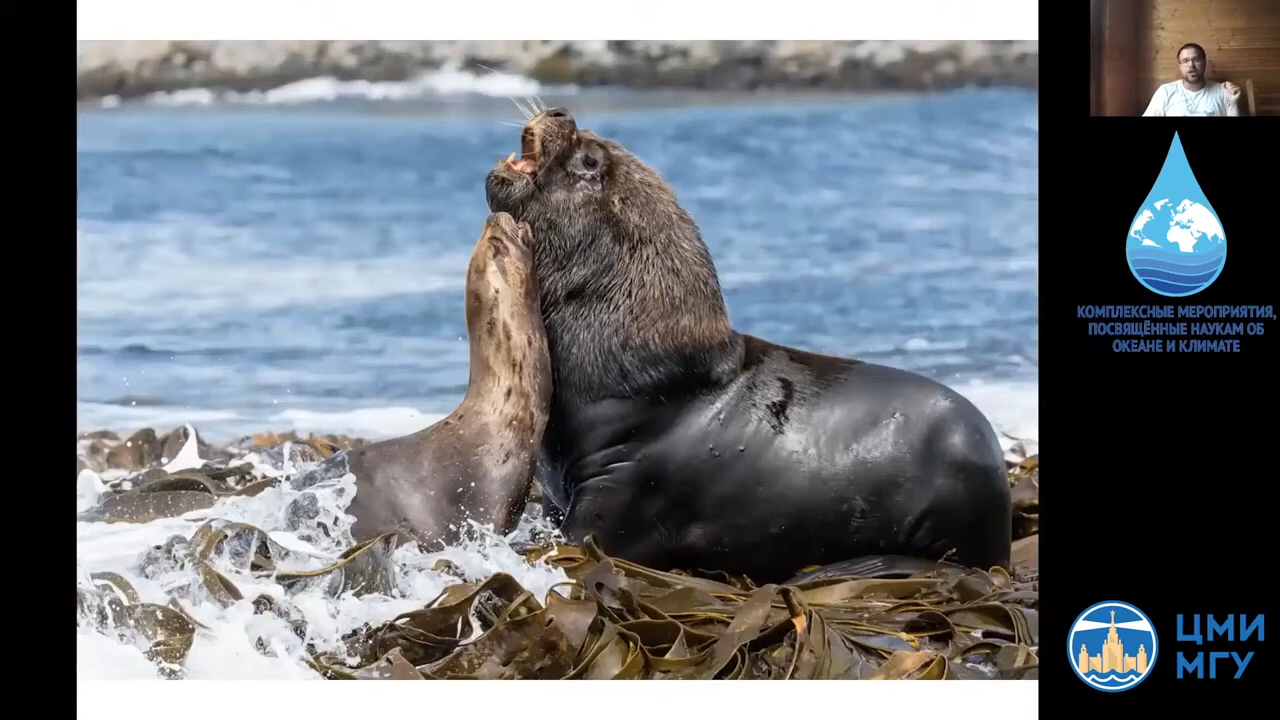 КОМПЛЕКСНЫЕ МЕРОПРИЯТИЯ,
ПОСВЯЩЁННЫЕ НАУКАМ ОБ
ОКЕАНЕ И КЛИМАТЕ
ЦМИ
МГУ